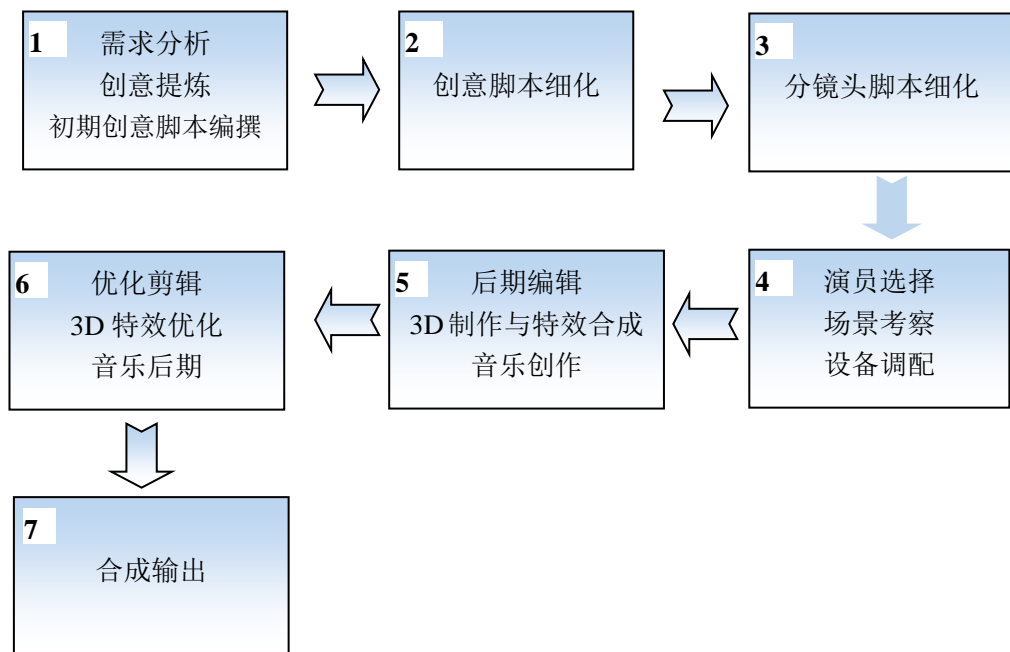 1
需求分析
创意提炼
初期创意脚本编撰
2
创意脚本细化
3
分镜头脚本细化
4
演员选择
场景考察
设备调配
5
后期编辑
3D 制作与特效合成
音乐创作
6
优化剪辑
3D 特效优化
音乐后期
7
合成输出